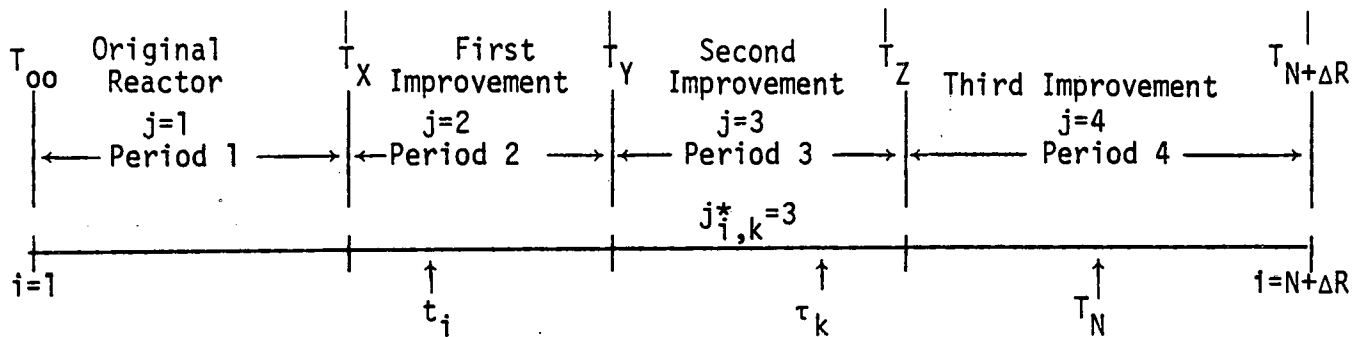 T_OO Original Reactor j=1 Period 1
T_X First Improvement j=2 Period 2
T_Y Second Improvement j=3 Period 3
T_Z Third Improvement j=4 Period 4
T_N+ΔR
j*_i,k=3
i=1
t_i
τ_k
T_N
i=N+ΔR